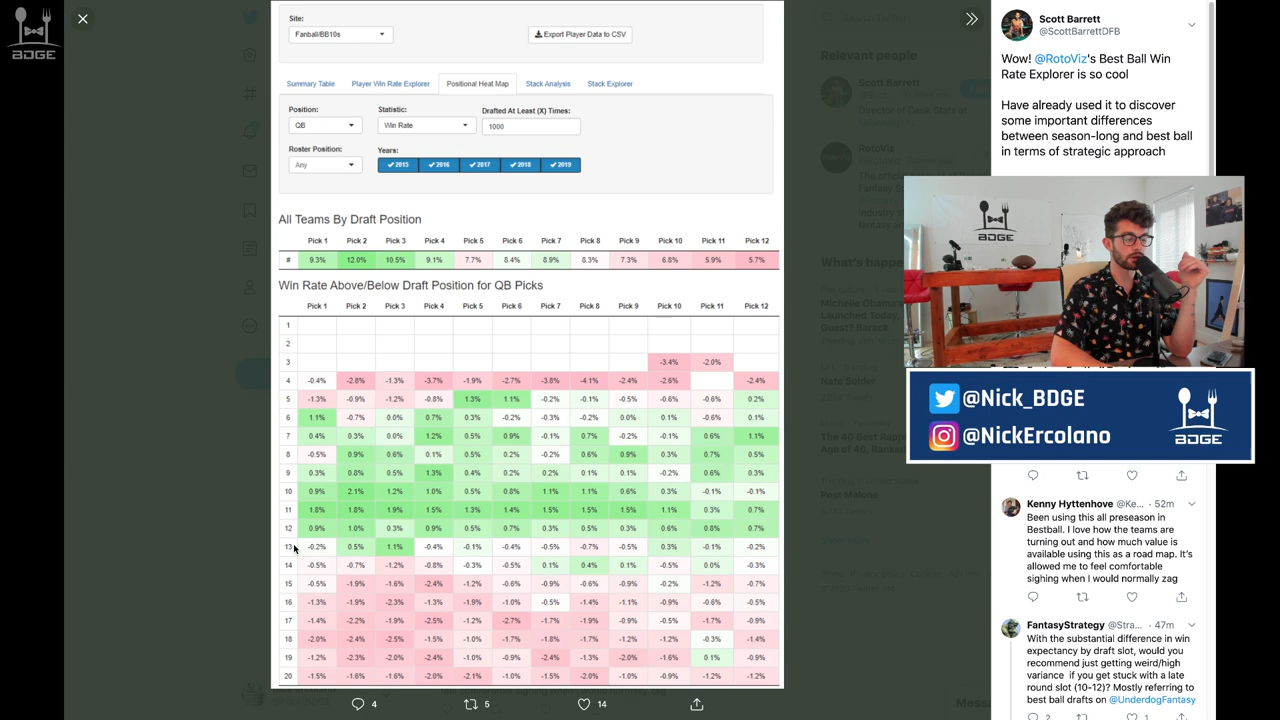 BDGE
Site:
Fanball/BB10s
Export Player Data to CSV
Summary Table Player Win Rate Explorer Positional Heat Map Stack Analysis Stack Explorer
Position: Statistic: Drafted At Least (X) Times:
QB Win Rate 1000
Roster Position: Years:
Any 2015 2016 2017 2018 2019
All Teams By Draft Position
Pick 1 Pick 2 Pick 3 Pick 4 Pick 5 Pick 6 Pick 7 Pick 8 Pick 9 Pick 10 Pick 11 Pick 12
# 9.3% 12.0% 10.5% 9.1% 7.7% 8.4% 8.9% 8.3% 7.3% 6.8% 5.9% 5.7%
Win Rate Above/Below Draft Position for QB Picks
Pick 1 Pick 2 Pick 3 Pick 4 Pick 5 Pick 6 Pick 7 Pick 8 Pick 9 Pick 10 Pick 11 Pick 12
1
2
3 -3.4% -2.0%
4 -0.4% -2.8% -1.3% -3.7% -1.9% -2.7% -3.8% -4.1% -2.4% -2.6% -2.4%
5 -1.3% -0.9% -1.2% -0.8% 1.3% 1.1% -0.2% -0.1% -0.5% -0.6% -0.6% 0.2%
6 1.1% -0.7% 0.0% 0.7% 0.3% -0.2% -0.3% -0.2% 0.0% 0.1% -0.6% 0.1%
7 0.4% 0.3% 0.0% 1.2% 0.5% 0.9% -0.1% 0.7% -0.2% -0.1% 0.6% 1.1%
8 -0.5% 0.9% 0.6% -0.1% 0.4% 0.2% -0.2% 0.6% 0.9% 0.3% 0.7% 0.5%
9 0.3% 0.8% 0.5% 1.3% 0.4% 0.2% 0.2% 0.1% 0.1% -0.2% 0.6% 0.3%
10 0.9% 2.1% 1.2% 1.0% 0.5% 0.8% 1.1% 1.1% 0.6% 0.3% -0.1% -0.1%
11 1.8% 1.8% 1.9% 1.5% 1.3% 1.4% 1.5% 1.5% 1.5% 1.1% 0.3% 0.7%
12 0.9% 1.0% 0.3% 0.9% 0.5% 0.7% 0.3% 0.5% 0.3% 0.6% 0.8% 0.7%
13 -0.2% 0.5% 1.1% -0.4% -0.1% -0.4% -0.5% -0.7% -0.5% 0.3% -0.1% -0.2%
14 -0.5% -0.7% -1.2% -0.8% -0.3% -0.5% 0.1% 0.4% 0.1% -0.5% 0.0% -0.3%
15 -0.5% -1.9% -1.6% -2.4% -1.2% -0.6% -0.9% -0.6% -0.9% -0.2% -1.2% -0.7%
16 -1.3% -1.9% -2.3% -1.3% -1.9% -1.0% -0.5% -1.4% -1.1% -0.9% -0.6% -0.5%
17 -1.4% -2.2% -1.9% -2.5% -1.2% -2.7% -1.7% -1.9% -0.9% -0.5% -1.7% -0.9%
18 -2.0% -2.4% -2.5% -1.5% -1.0% -1.7% -1.8% -1.7% -1.2% -1.2% -0.3% -1.4%
19 -1.2% -2.3% -2.0% -2.4% -1.0% -0.9% -2.4% -1.3% -2.0% -1.6% 0.1% -0.9%
20 -1.5% -1.6% -1.6% -2.0% -2.1% -1.0% -1.5% -2.0% -1.0% -0.9% -1.2% -1.2%
4 5 14
Search Twitter
Relevant people
Scott Barrett
@ScottBarrettDFB
Wow! @RotoViz's Best Ball Win
Rate Explorer is so cool
Have already used it to discover
some important differences
between season-long and best ball
in terms of strategic approach
BDGE
@Nick_BDGE
@NickErcolano
BDGE
Kenny Hyttenhove @Ke... · 52m
Been using this all preseason in
Bestball. I love how the teams are
turning out and how much value is
available using this as a road map. It's
allowed me to feel comfortable
sighing when I would normally zag
FantasyStrategy @Stra... · 47m
With the substantial difference in win
expectancy by draft slot, would you
recommend just getting weird/high
variance if you get stuck with a late
round slot (10-12)? Mostly referring to
best ball drafts on @UnderdogFantasy
2 1